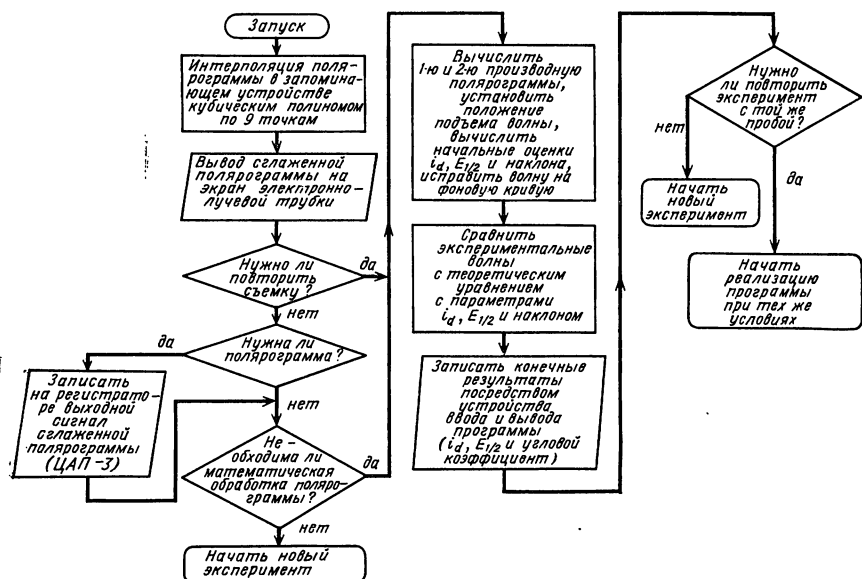 Запуск
Интерполяция поля-
рограммы в запоминаю-
щем устройстве
кубическим полиномом
по 9 точкам
Вывод сглаженной
полярограммы на
экран электронно-
лучевой трубки
Нужно ли
повторить
съемку?
да
нет
Нужна ли
полярограмма?
да
нет
Записать
на регистрато-
ре выходной
сигнал
сглаженной
полярограммы
(ЦАП-3)
Не-
обходима ли
математическая
обработка поляро-
граммы?
да
нет
Начать новый
эксперимент
Вычислить
1-ю и 2-ю производную
полярограммы,
установить
положение
подъема волны,
вычислить
начальные оценки
i_d, E_1/2 и наклона,
исправить волну на
фоновую кривую
Сравнить
экспериментальные
волны
с теоретическим
уравнением
с параметрами
i_d, E_1/2 и наклоном
Записать конечные
результаты
посредством
устройства
ввода и вывода
программы
(i_d, E_1/2 и угловой
коэффициент)
Нужно
ли повторить
эксперимент
с той же
пробой?
нет
да
Начать
новый
эксперимент
Начать
реализацию
программы
при тех же
условиях